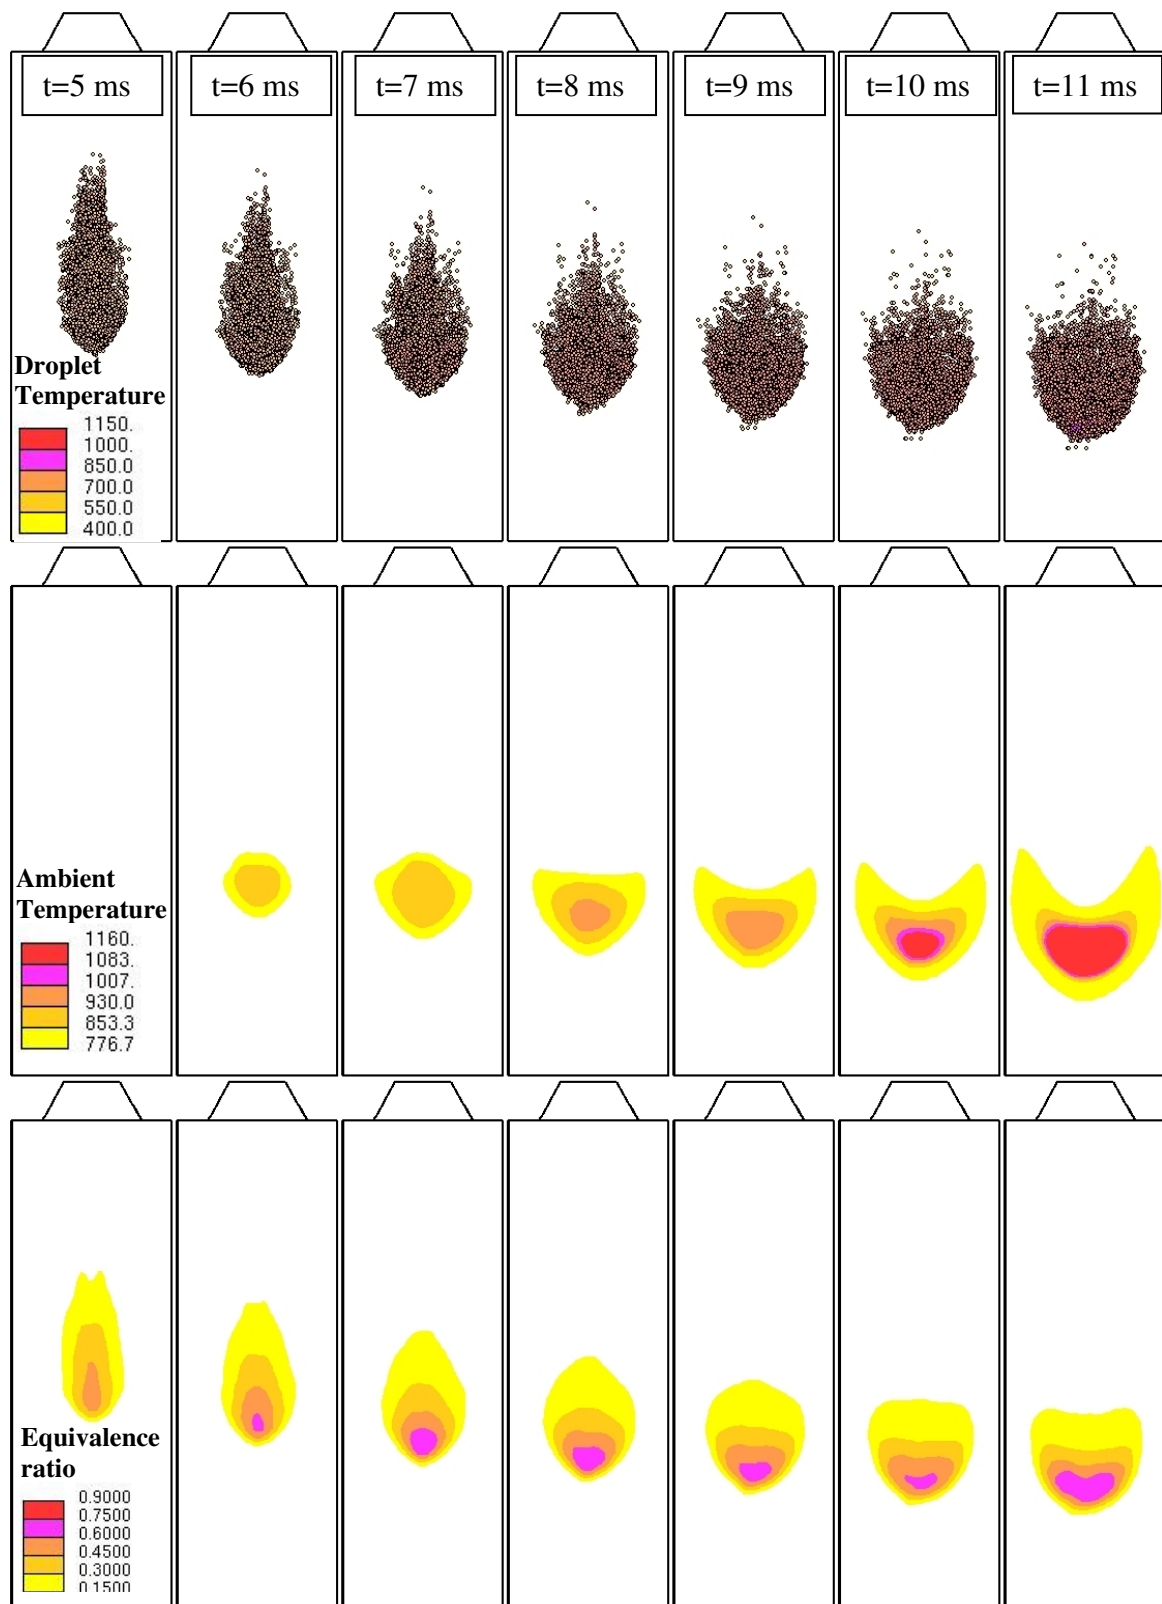 t=5 ms
t=6 ms
t=7 ms
t=8 ms
t=9 ms
t=10 ms
t=11 ms
Droplet
Temperature
1150.
1000.
850.0
700.0
550.0
400.0
Ambient
Temperature
1160.
1083.
1007.
930.0
853.3
776.7
Equivalence
ratio
0.9000
0.7500
0.6000
0.4500
0.3000
0.1500